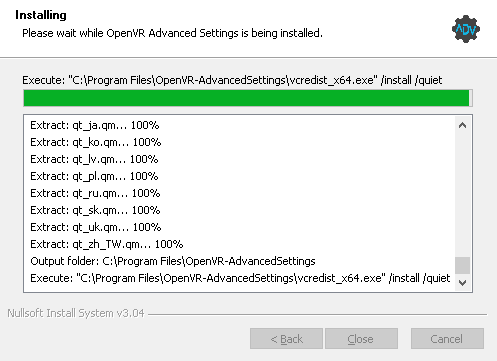 Installing
Please wait while OpenVR Advanced Settings is being installed.
ADV
Execute: "C:\Program Files\OpenVR-AdvancedSettings\vcredist_x64.exe" /install /quiet
Extract: qt_ja.qm... 100%
Extract: qt_ko.qm... 100%
Extract: qt_lv.qm... 100%
Extract: qt_pl.qm... 100%
Extract: qt_ru.qm... 100%
Extract: qt_sk.qm... 100%
Extract: qt_uk.qm... 100%
Extract: qt_zh_TW.qm... 100%
Output folder: C:\Program Files\OpenVR-AdvancedSettings
Execute: "C:\Program Files\OpenVR-AdvancedSettings\vcredist_x64.exe" /install /quiet
Nullsoft Install System v3.04
< Back
Close
Cancel